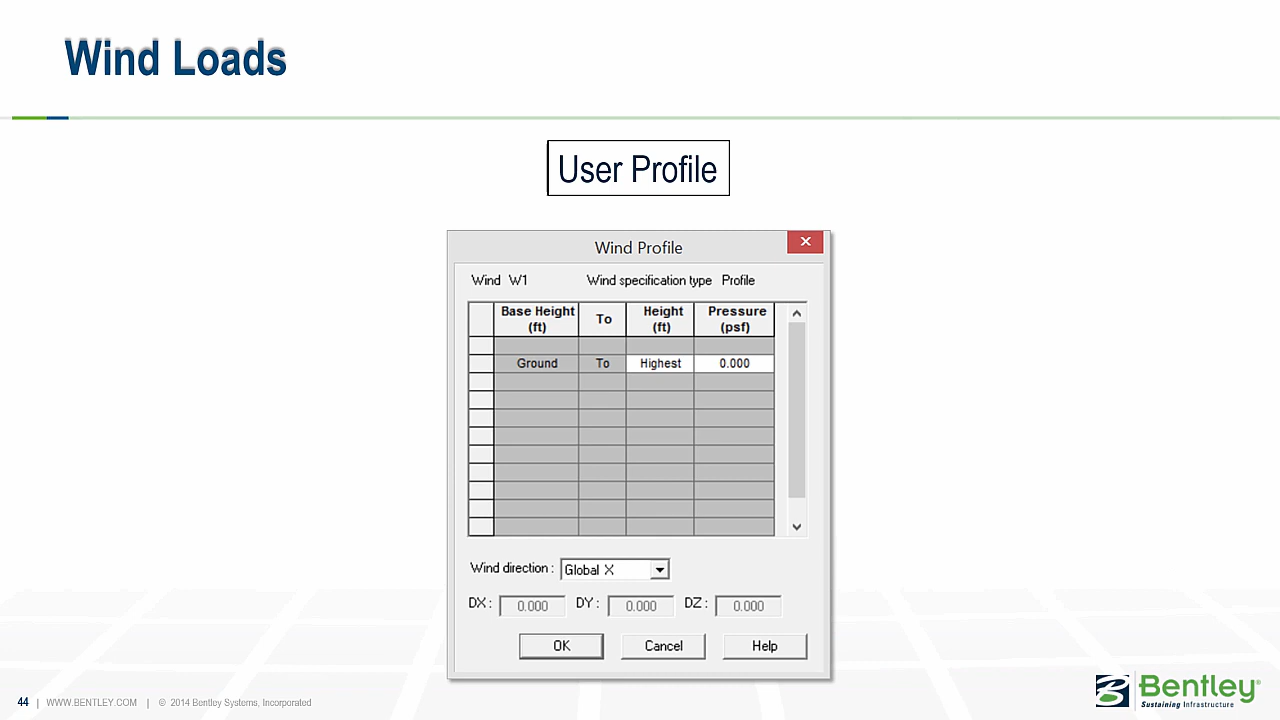 Wind Loads
User Profile
Wind Profile
Wind W1 Wind specification type Profile
Base Height (ft) To Height (ft) Pressure (psf)
Ground To Highest 0.000
Wind direction : Global X
DX : 0.000 DY : 0.000 DZ : 0.000
OK Cancel Help
44 | WWW.BENTLEY.COM | © 2014 Bentley Systems, Incorporated
Bentley®
Sustaining Infrastructure